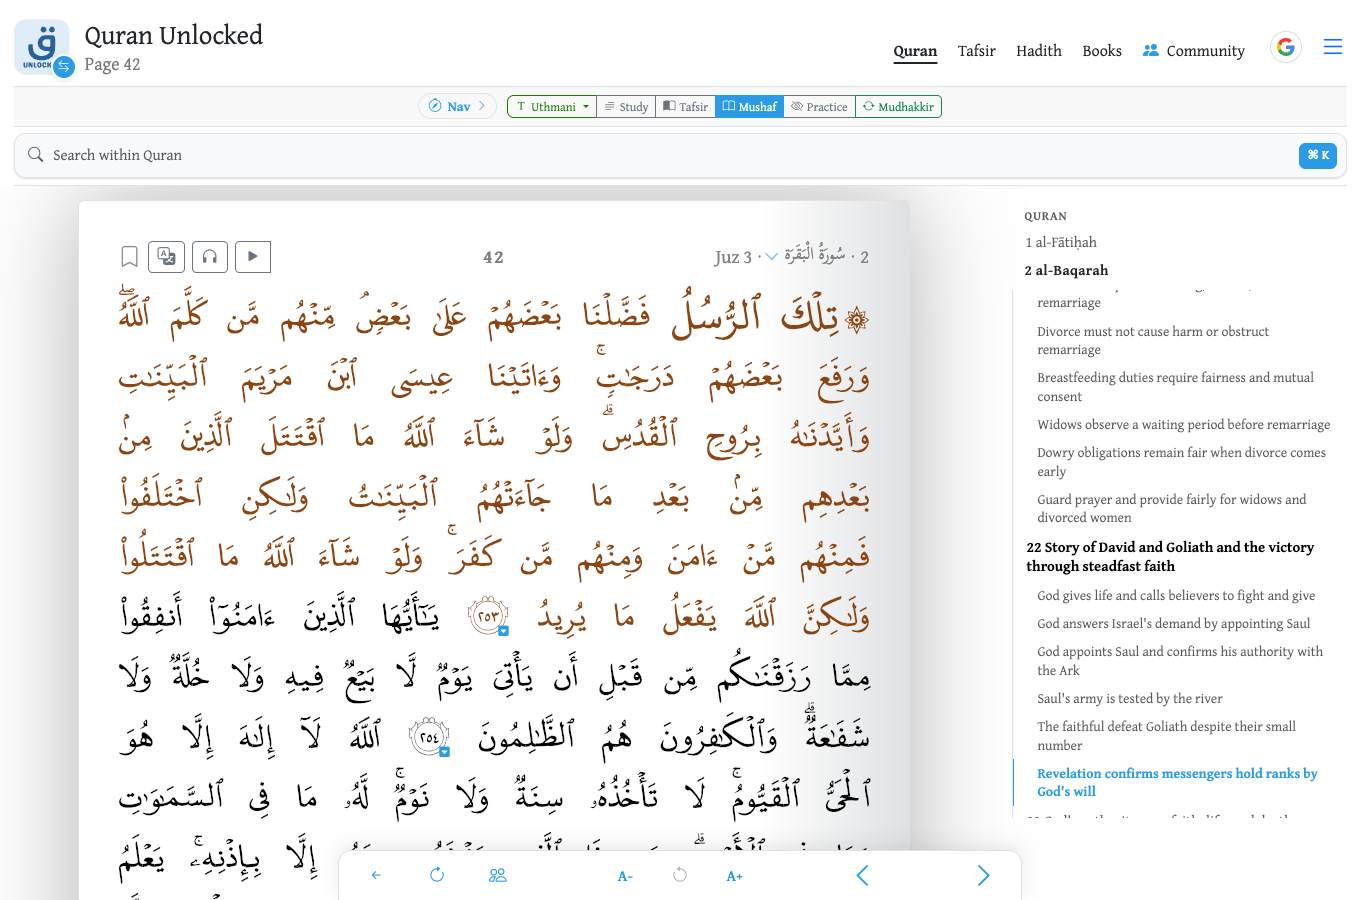 Quran Unlocked
Page 42
ق
UNLOCK
Quran
Tafsir
Hadith
Books
Community
Nav
T Uthmani
Study
Tafsir
Mushaf
Practice
Mudhakkir
Search within Quran
⌘ K
42
2 · سُورَةُ الْبَقَرَة · Juz 3
۞ تِلْكَ ٱلرُّسُلُ فَضَّلْنَا بَعْضَهُمْ عَلَىٰ بَعْضٍۢ ۘ مِّنْهُم مَّن كَلَّمَ ٱللَّهُ ۖ
وَرَفَعَ بَعْضَهُمْ دَرَجَـٰتٍۢ ۚ وَءَاتَيْنَا عِيسَى ٱبْنَ مَرْيَمَ ٱلْبَيِّنَـٰتِ
وَأَيَّدْنَـٰهُ بِرُوحِ ٱلْقُدُسِ ۗ وَلَوْ شَآءَ ٱللَّهُ مَا ٱقْتَتَلَ ٱلَّذِينَ مِنۢ
بَعْدِهِم مِّنۢ بَعْدِ مَا جَآءَتْهُمُ ٱلْبَيِّنَـٰتُ وَلَـٰكِنِ ٱخْتَلَفُوا۟
فَمِنْهُم مَّنْ ءَامَنَ وَمِنْهُم مَّن كَفَرَ ۚ وَلَوْ شَآءَ ٱللَّهُ مَا ٱقْتَتَلُوا۟
وَلَـٰكِنَّ ٱللَّهَ يَفْعَلُ مَا يُرِيدُ ٢٥٣ يَـٰٓأَيُّهَا ٱلَّذِينَ ءَامَنُوٓا۟ أَنفِقُوا۟
مِمَّا رَزَقْنَـٰكُم مِّن قَبْلِ أَن يَأْتِىَ يَوْمٌۭ لَّا بَيْعٌۭ فِيهِ وَلَا خُلَّةٌۭ وَلَا
شَفَـٰعَةٌۭ ۗ وَٱلْكَـٰفِرُونَ هُمُ ٱلظَّـٰلِمُونَ ٢٥٤ ٱللَّهُ لَآ إِلَـٰهَ إِلَّا هُوَ
ٱلْحَىُّ ٱلْقَيُّومُ ۚ لَا تَأْخُذُهُۥ سِنَةٌۭ وَلَا نَوْمٌۭ ۚ لَّهُۥ مَا فِى ٱلسَّمَـٰوَٰتِ
إِلَّا بِإِذْنِهِۦ ۚ يَعْلَمُ
QURAN
1 al-Fātiḥah
2 al-Baqarah
remarriage
Divorce must not cause harm or obstruct
remarriage
Breastfeeding duties require fairness and mutual
consent
Widows observe a waiting period before remarriage
Dowry obligations remain fair when divorce comes
early
Guard prayer and provide fairly for widows and
divorced women
22 Story of David and Goliath and the victory
through steadfast faith
God gives life and calls believers to fight and give
God answers Israel's demand by appointing Saul
God appoints Saul and confirms his authority with
the Ark
Saul's army is tested by the river
The faithful defeat Goliath despite their small
number
Revelation confirms messengers hold ranks by
God's will
A-
A+